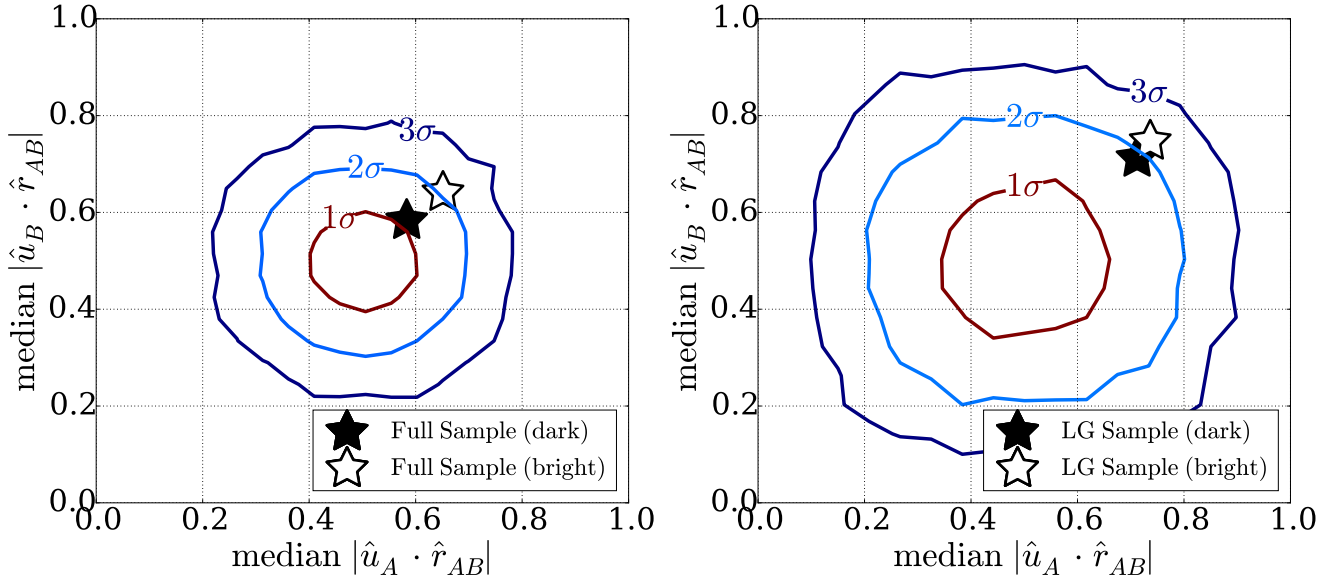 1.0
0.8
0.6
0.4
0.2
0.0
0.0 0.2 0.4 0.6 0.8 1.0
median |û_A · r̂_AB|
median |û_B · r̂_AB|
3σ
2σ
1σ
Full Sample (dark)
Full Sample (bright)
1.0
0.8
0.6
0.4
0.2
0.0
0.0 0.2 0.4 0.6 0.8 1.0
median |û_A · r̂_AB|
median |û_B · r̂_AB|
3σ
2σ
1σ
LG Sample (dark)
LG Sample (bright)